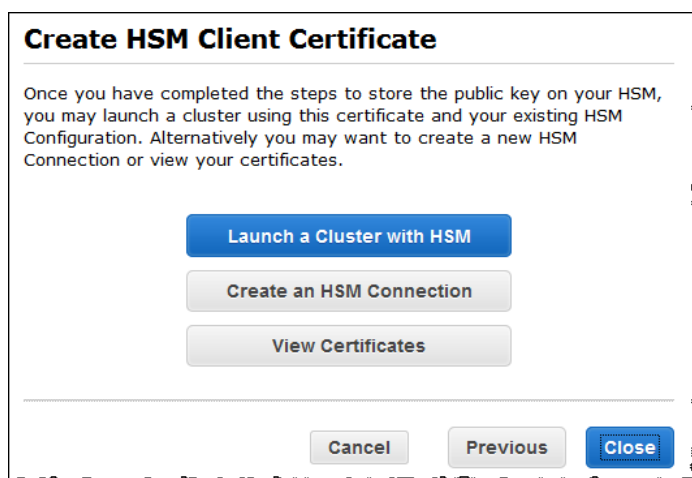 Create HSM Client Certificate
Once you have completed the steps to store the public key on your HSM,
you may launch a cluster using this certificate and your existing HSM
Configuration. Alternatively you may want to create a new HSM
Connection or view your certificates.
Launch a Cluster with HSM
Create an HSM Connection
View Certificates
Cancel Previous Close